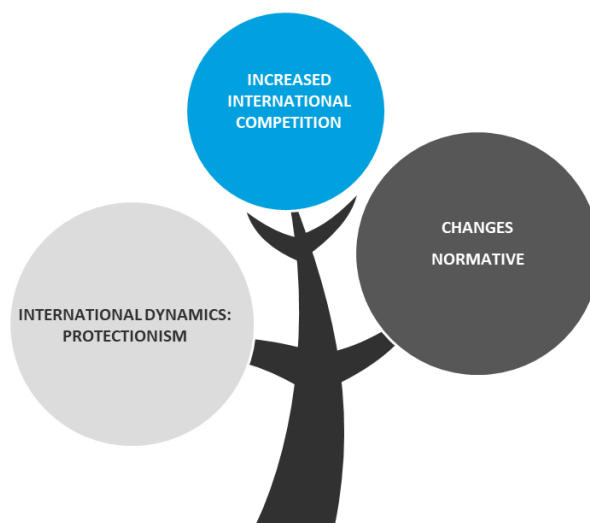 INCREASED
INTERNATIONAL
COMPETITION
CHANGES
NORMATIVE
INTERNATIONAL DYNAMICS:
PROTECTIONISM